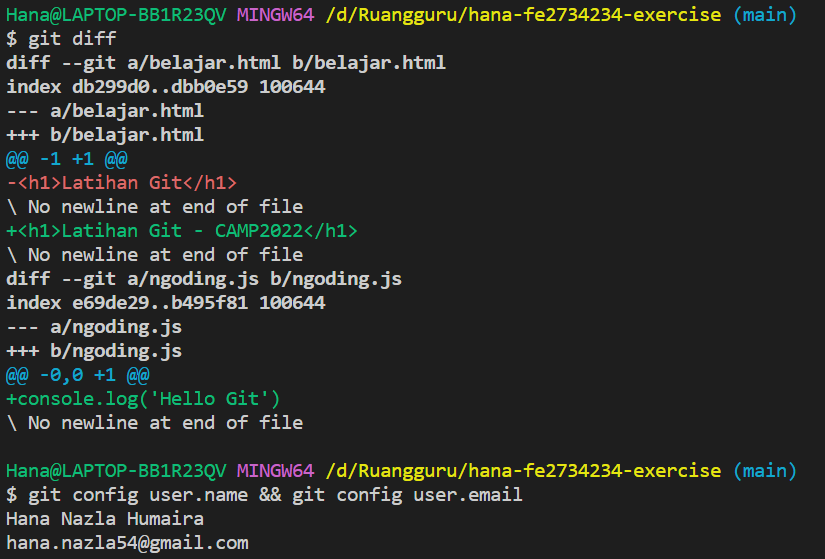 Hana@LAPTOP-BB1R23QV MINGW64 /d/Ruangguru/hana-fe2734234-exercise (main)
$ git diff
diff --git a/belajar.html b/belajar.html
index db299d0..dbb0e59 100644
--- a/belajar.html
+++ b/belajar.html
@@ -1 +1 @@
-<h1>Latihan Git</h1>
\ No newline at end of file
+<h1>Latihan Git - CAMP2022</h1>
\ No newline at end of file
diff --git a/ngoding.js b/ngoding.js
index e69de29..b495f81 100644
--- a/ngoding.js
+++ b/ngoding.js
@@ -0,0 +1 @@
+console.log('Hello Git')
\ No newline at end of file
Hana@LAPTOP-BB1R23QV MINGW64 /d/Ruangguru/hana-fe2734234-exercise (main)
$ git config user.name && git config user.email
Hana Nazla Humaira
hana.nazla54@gmail.com